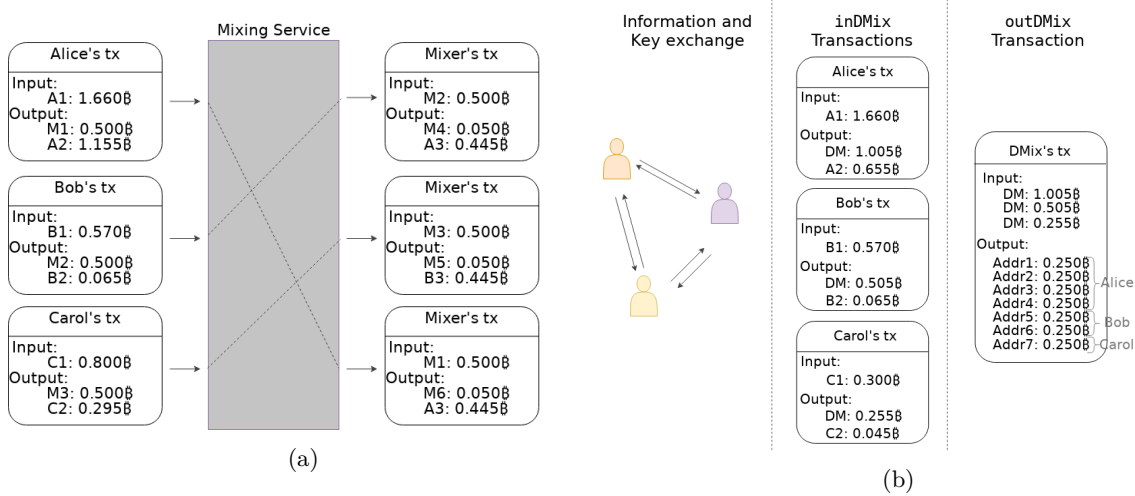 Mixing Service
Alice's tx
Input:
A1: 1.660₿
Output:
M1: 0.500₿
A2: 1.155₿
Bob's tx
Input:
B1: 0.570₿
Output:
M2: 0.500₿
B2: 0.065₿
Carol's tx
Input:
C1: 0.800₿
Output:
M3: 0.500₿
C2: 0.295₿
Mixer's tx
Input:
M2: 0.500₿
Output:
M4: 0.050₿
A3: 0.445₿
Mixer's tx
Input:
M3: 0.500₿
Output:
M5: 0.050₿
B3: 0.445₿
Mixer's tx
Input:
M1: 0.500₿
Output:
M6: 0.050₿
A3: 0.445₿
(a)
Information and
Key exchange
inDMix
Transactions
Alice's tx
Input:
A1: 1.660₿
Output:
DM: 1.005₿
A2: 0.655₿
Bob's tx
Input:
B1: 0.570₿
Output:
DM: 0.505₿
B2: 0.065₿
Carol's tx
Input:
C1: 0.300₿
Output:
DM: 0.255₿
C2: 0.045₿
outDMix
Transaction
DMix's tx
Input:
DM: 1.005₿
DM: 0.505₿
DM: 0.255₿
Output:
Addr1: 0.250₿
Addr2: 0.250₿
Addr3: 0.250₿
Addr4: 0.250₿
Alice
Addr5: 0.250₿
Addr6: 0.250₿
Bob
Addr7: 0.250₿
Carol
(b)